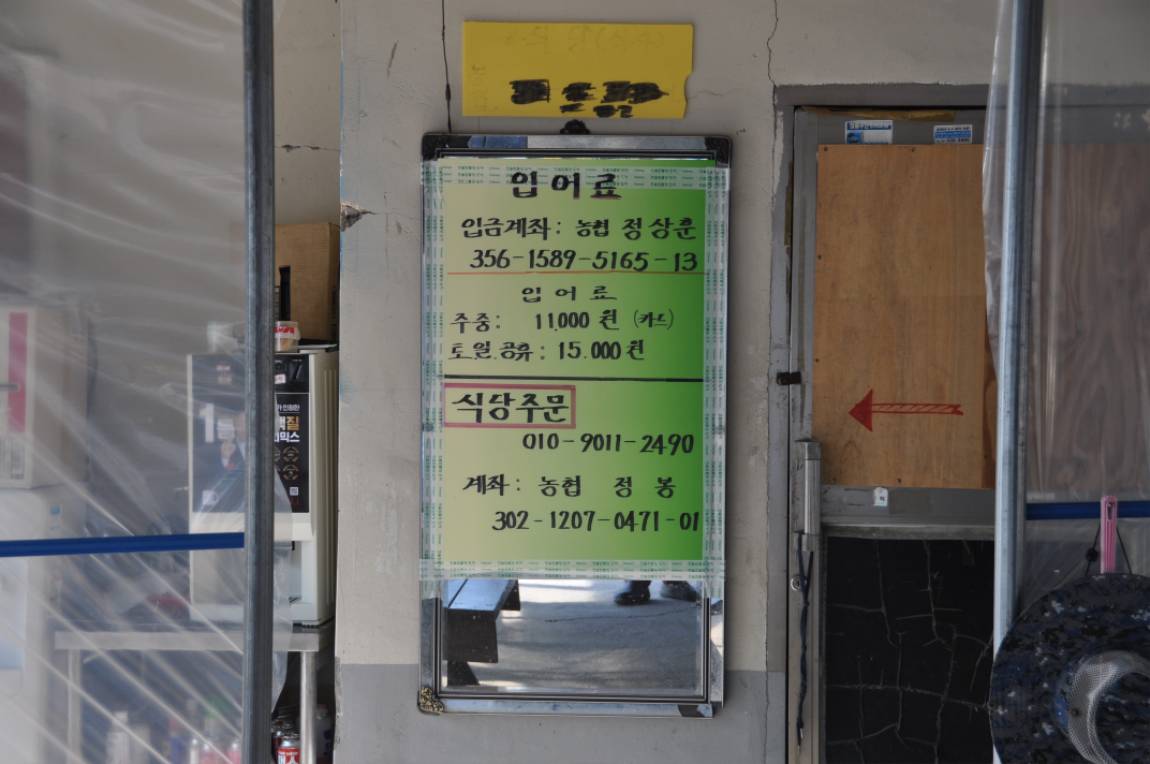 입어료
입금계좌: 농협 정상훈
356-1589-5165-13
입어료
주중: 11.000원 (카드)
토.일.공휴: 15.000원
식당주문
010-9011-2490
계좌: 농협 정봉
302-1207-0471-01